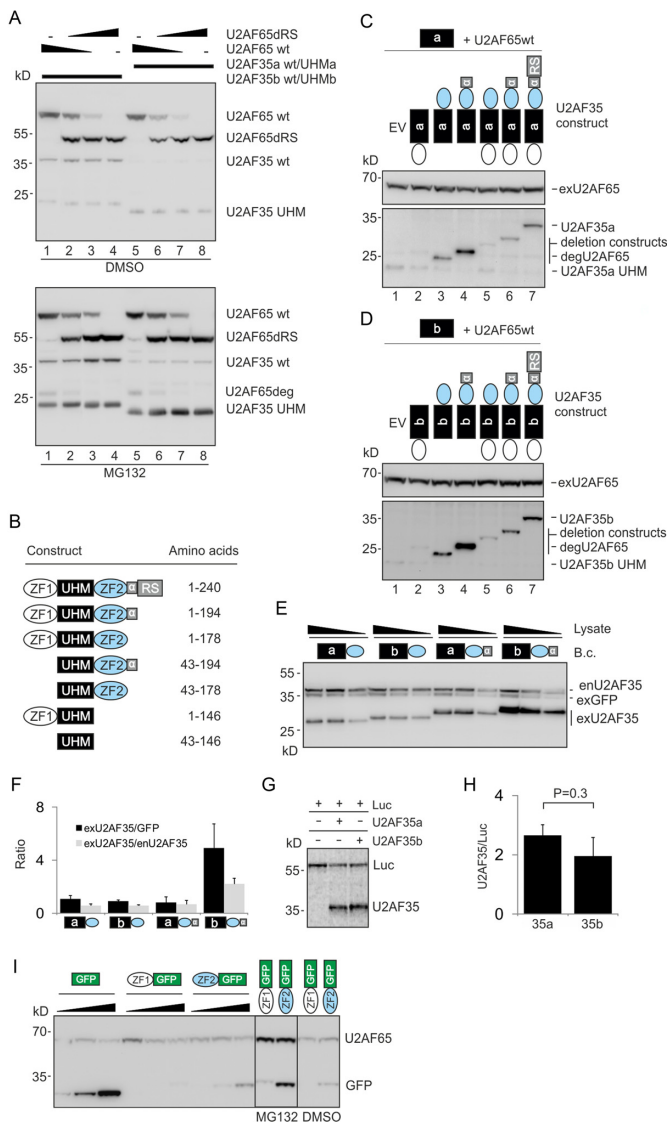 A
- U2AF65dRS
- U2AF65 wt
U2AF35a wt/UHMa
U2AF35b wt/UHMb
kD
U2AF65 wt
55-
U2AF65dRS
U2AF35 wt
35-
25-
U2AF35 UHM
1 2 3 4 5 6 7 8
DMSO
U2AF65 wt
55-
U2AF65dRS
35-
U2AF35 wt
U2AF65deg
25-
U2AF35 UHM
1 2 3 4 5 6 7 8
MG132
B
Construct Amino acids
ZF1 UHM ZF2 α RS 1-240
ZF1 UHM ZF2 α 1-194
ZF1 UHM ZF2 1-178
UHM ZF2 α 43-194
UHM ZF2 43-178
ZF1 UHM 1-146
UHM 43-146
C
a + U2AF65wt
RS
α α α
U2AF35
construct
EV a a a a a a
kD
70-
exU2AF65
35-
U2AF35a
deletion constructs
25-
degU2AF65
U2AF35a UHM
1 2 3 4 5 6 7
D
b + U2AF65wt
RS
α α α
U2AF35
construct
EV b b b b b b
kD
70-
exU2AF65
35-
U2AF35b
deletion constructs
25-
degU2AF65
U2AF35b UHM
1 2 3 4 5 6 7
E
Lysate
a b a α b α B.c.
55-
enU2AF35
35-
exGFP
exU2AF35
25-
kD
F
Ratio
8
4
0
exU2AF35/GFP
exU2AF35/enU2AF35
a b a b
G
+ + + Luc
- + - U2AF35a
- - + U2AF35b
kD
55-
Luc
35-
U2AF35
H
P=0.3
U2AF35/Luc
4
2
0
35a 35b
I
GFP ZF1 GFP ZF2 GFP
GFP GFP GFP GFP
ZF1 ZF2 ZF1 ZF2
kD
70-
U2AF65
35-
GFP
MG132 DMSO